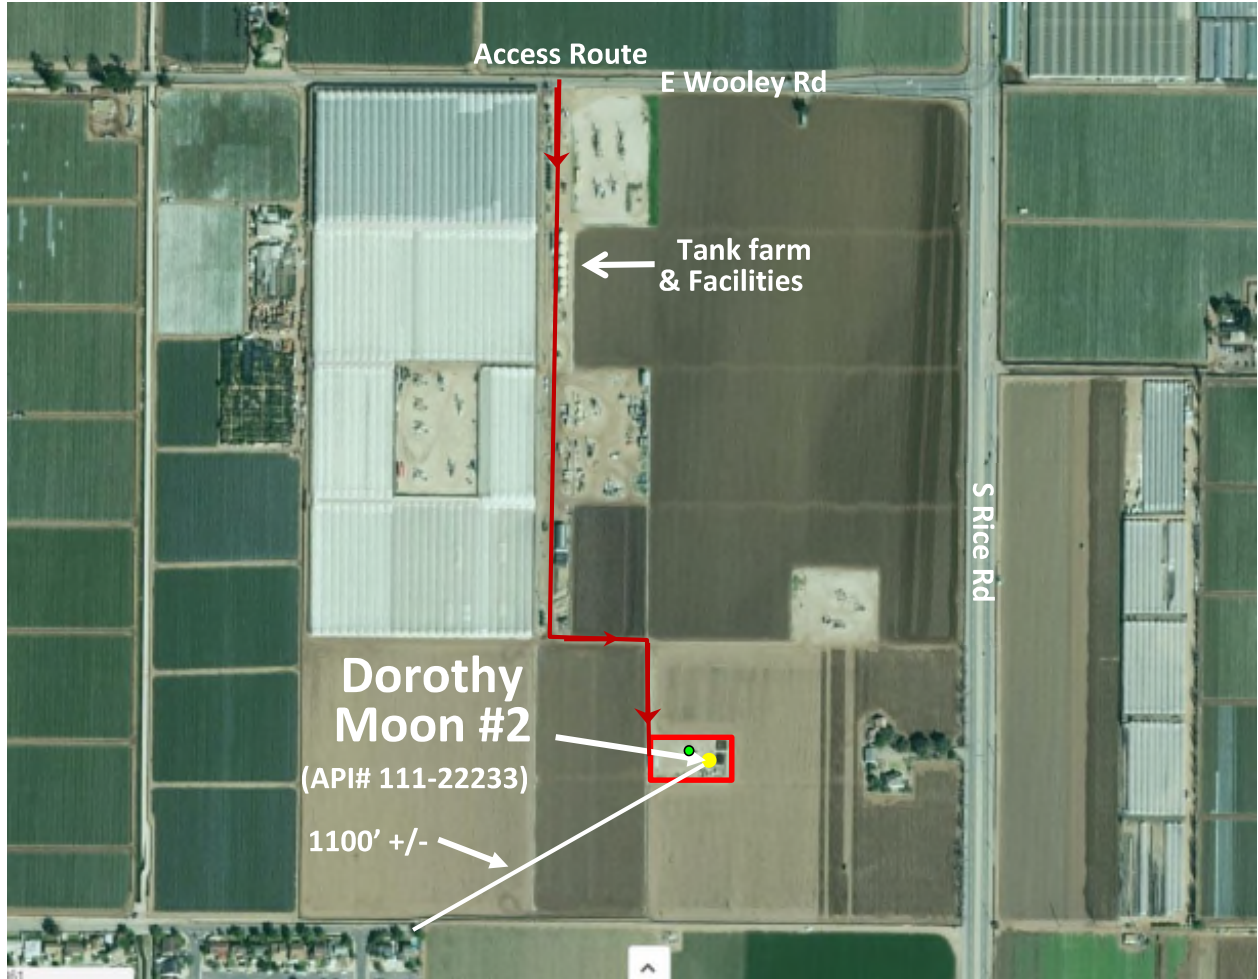 Access Route
E Wooley Rd
Tank farm
& Facilities
S Rice Rd
Dorothy
Moon #2
(API# 111-22233)
1100’ +/-